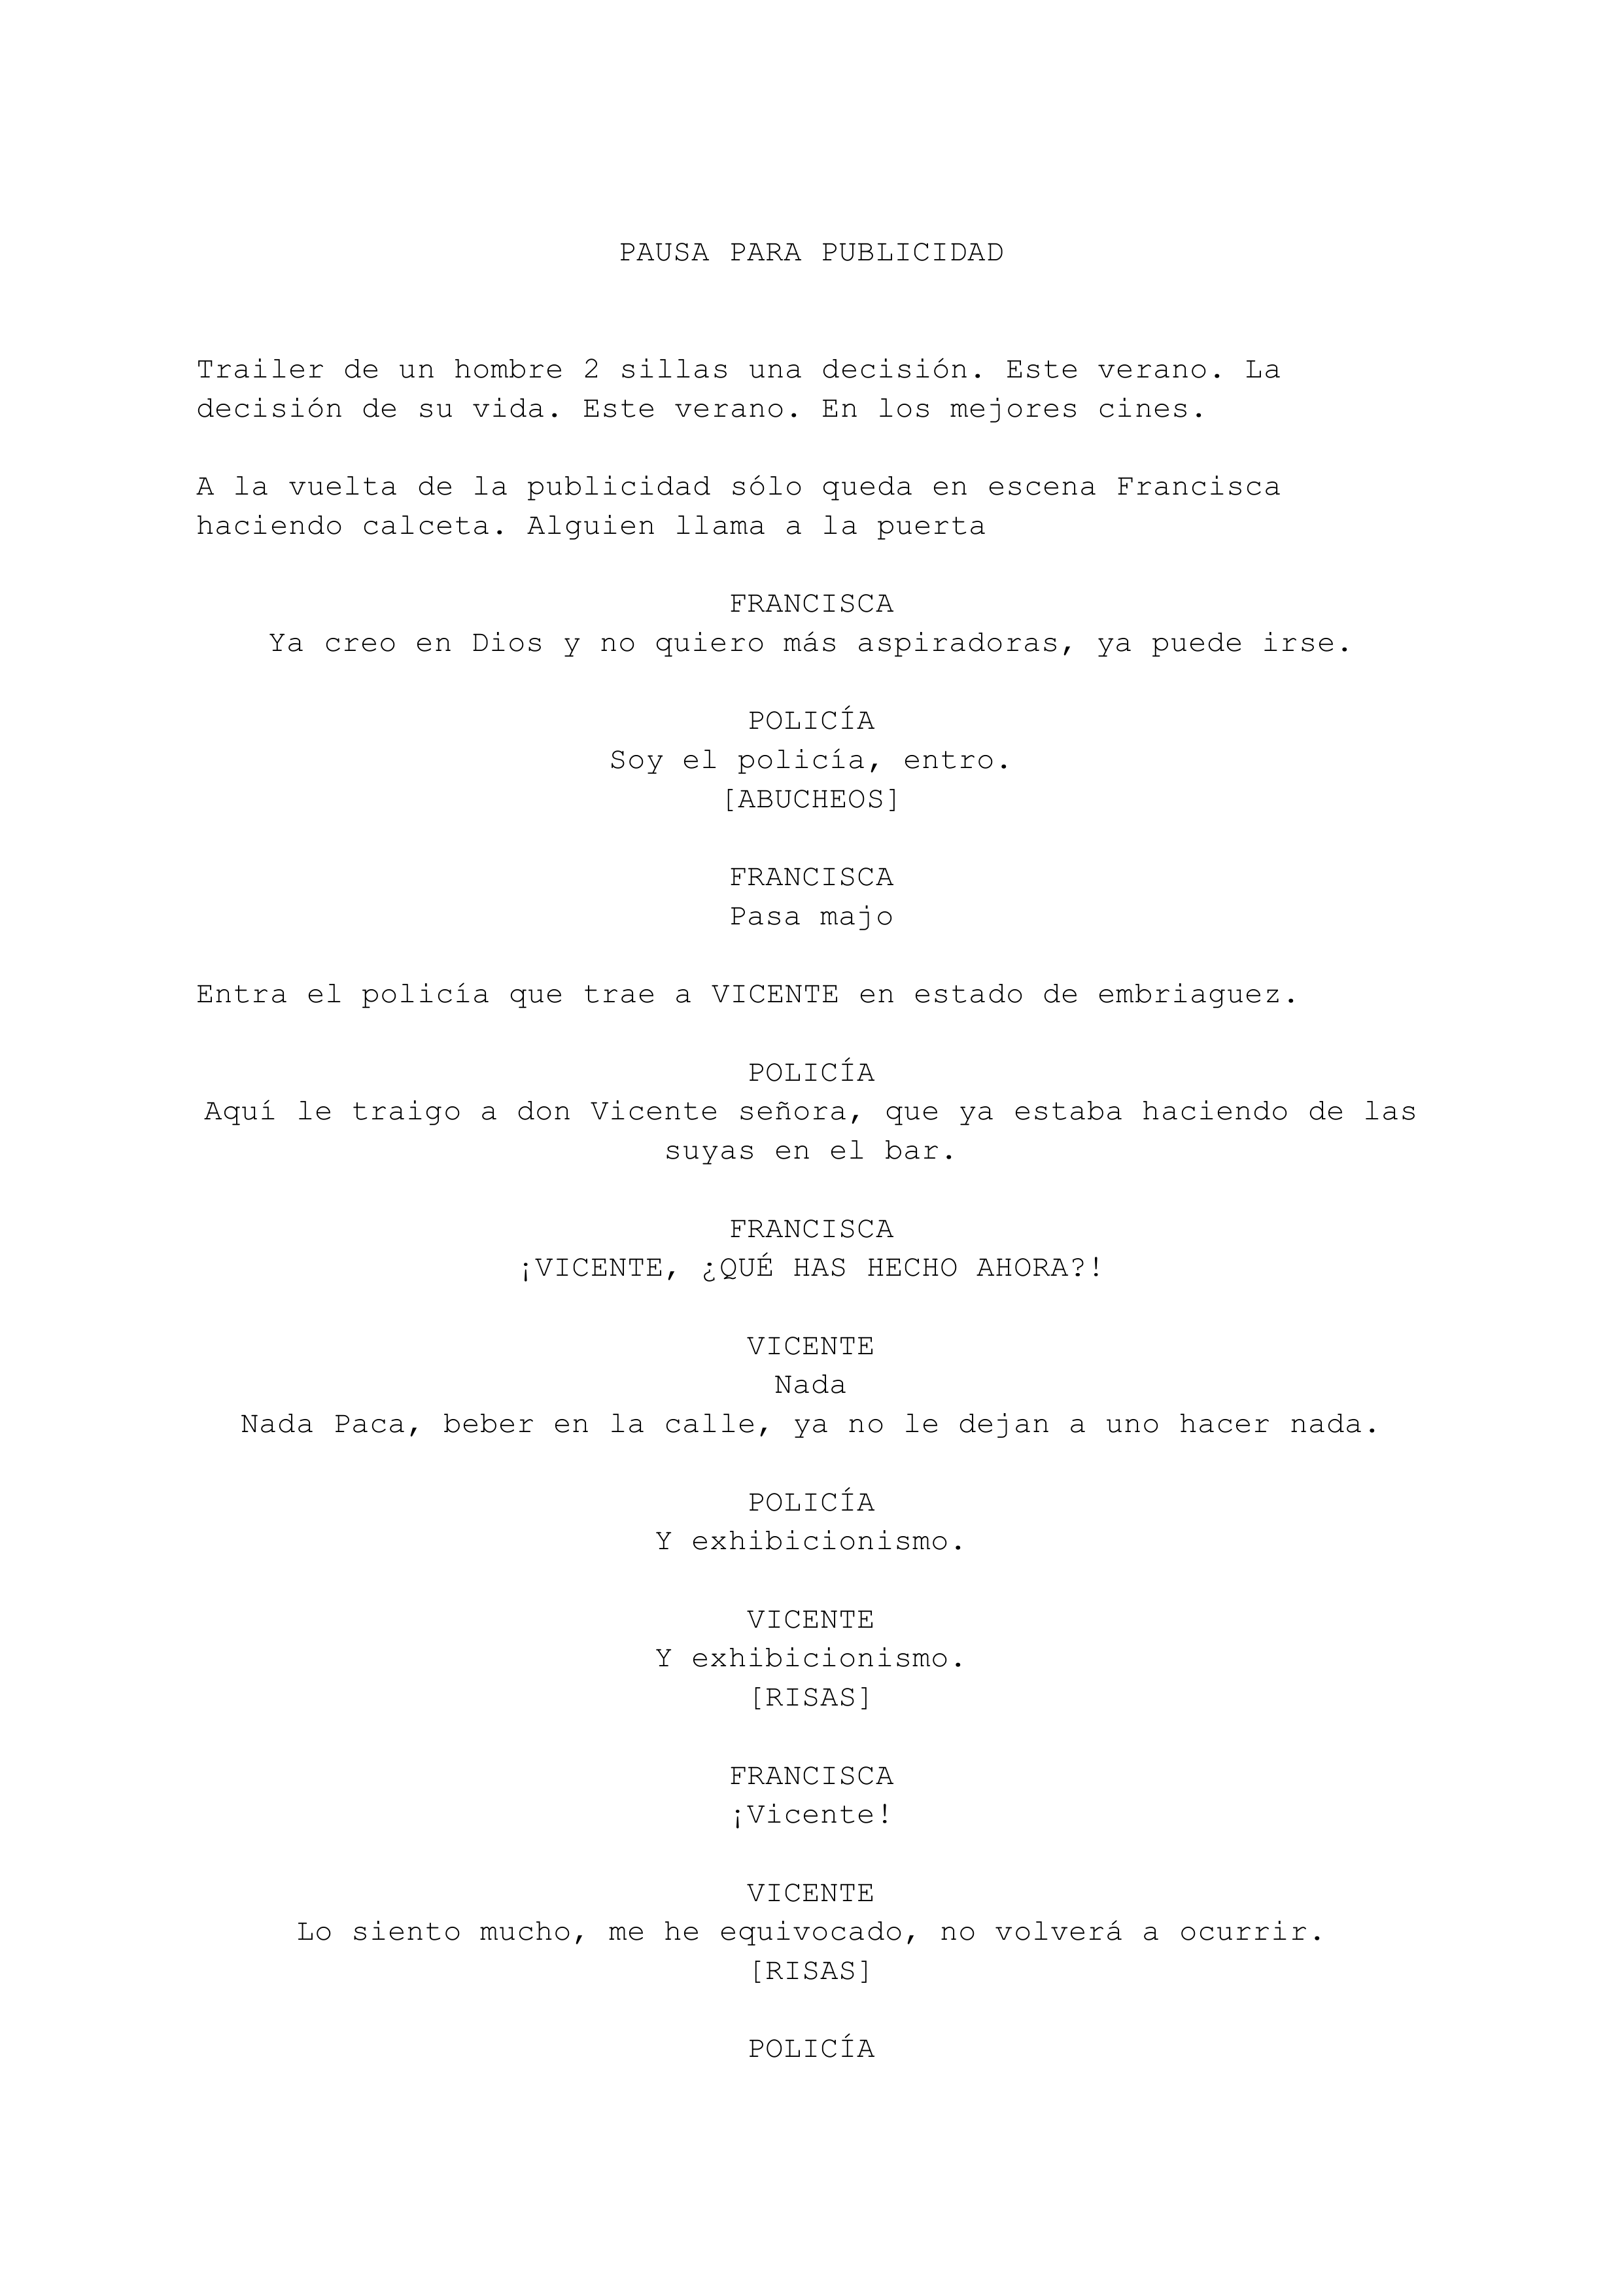 PAUSA PARA PUBLICIDAD
Trailer de un hombre 2 sillas una decisión. Este verano. La
decisión de su vida. Este verano. En los mejores cines.
A la vuelta de la publicidad sólo queda en escena Francisca
haciendo calceta. Alguien llama a la puerta
FRANCISCA
Ya creo en Dios y no quiero más aspiradoras, ya puede irse.
POLICÍA
Soy el policía, entro.
[ABUCHEOS]
FRANCISCA
Pasa majo
Entra el policía que trae a VICENTE en estado de embriaguez.
POLICÍA
Aquí le traigo a don Vicente señora, que ya estaba haciendo de las
suyas en el bar.
FRANCISCA
¡VICENTE, ¿QUÉ HAS HECHO AHORA?!
VICENTE
Nada
Nada Paca, beber en la calle, ya no le dejan a uno hacer nada.
POLICÍA
Y exhibicionismo.
VICENTE
Y exhibicionismo.
[RISAS]
FRANCISCA
¡Vicente!
VICENTE
Lo siento mucho, me he equivocado, no volverá a ocurrir.
[RISAS]
POLICÍA